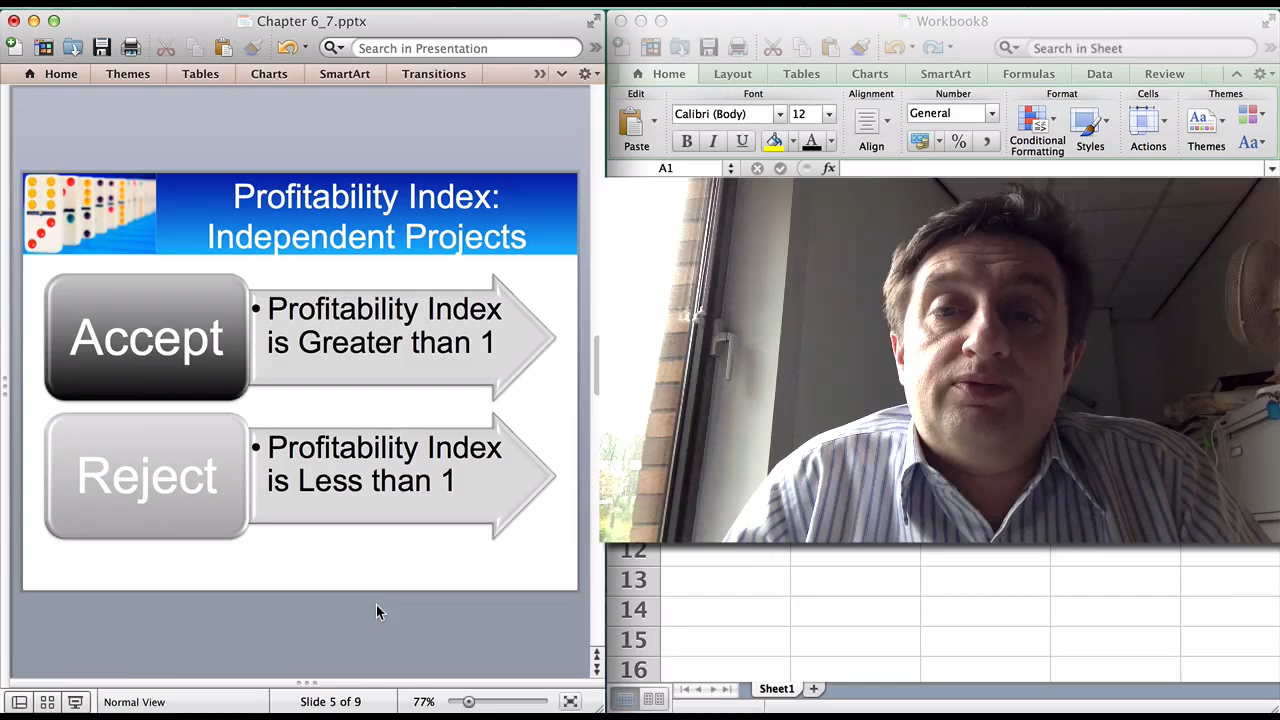 Chapter 6_7.pptx
Search in Presentation
Home Themes Tables Charts SmartArt Transitions
Profitability Index:
Independent Projects
Accept
• Profitability Index
is Greater than 1
Reject
• Profitability Index
is Less than 1
Normal View Slide 5 of 9 77%
Workbook8
Search in Sheet
Home Layout Tables Charts SmartArt Formulas Data Review
Edit Font Alignment Number Format Cells Themes
Calibri (Body) 12 General
B I U A % Aa
Paste Align Conditional
Formatting Styles Actions Themes Aa
A1 fx
12
13
14
15
16
Sheet1